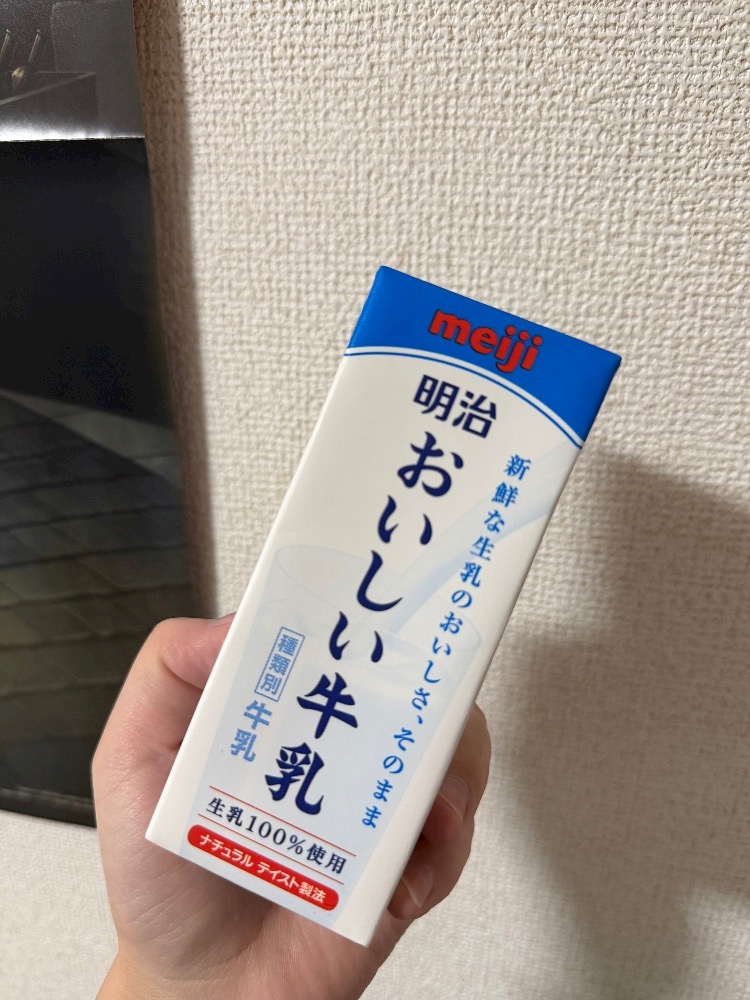 meiji
明治
おいしい牛乳
新鮮な生乳のおいしさ、そのまま
種類別
牛乳
生乳100%使用
ナチュラル テイスト製法